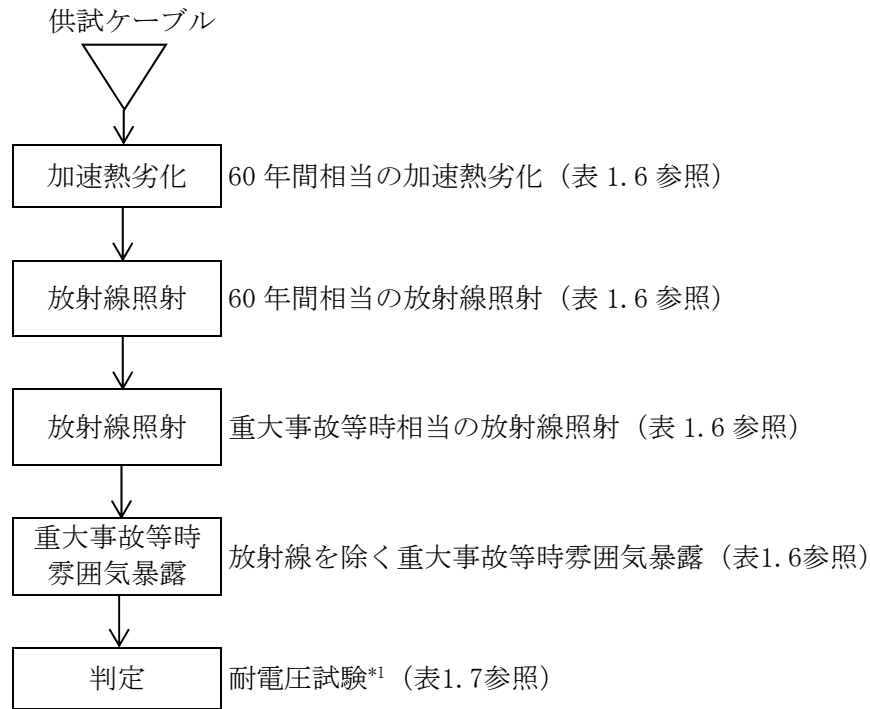 供試ケーブル
加速熱劣化 60 年間相当の加速熱劣化（表 1.6 参照）
放射線照射 60 年間相当の放射線照射（表 1.6 参照）
放射線照射 重大事故等時相当の放射線照射（表 1.6 参照）
重大事故等時
雰囲気暴露 放射線を除く重大事故等時雰囲気暴露（表1.6参照）
判定 耐電圧試験*1（表1.7参照）